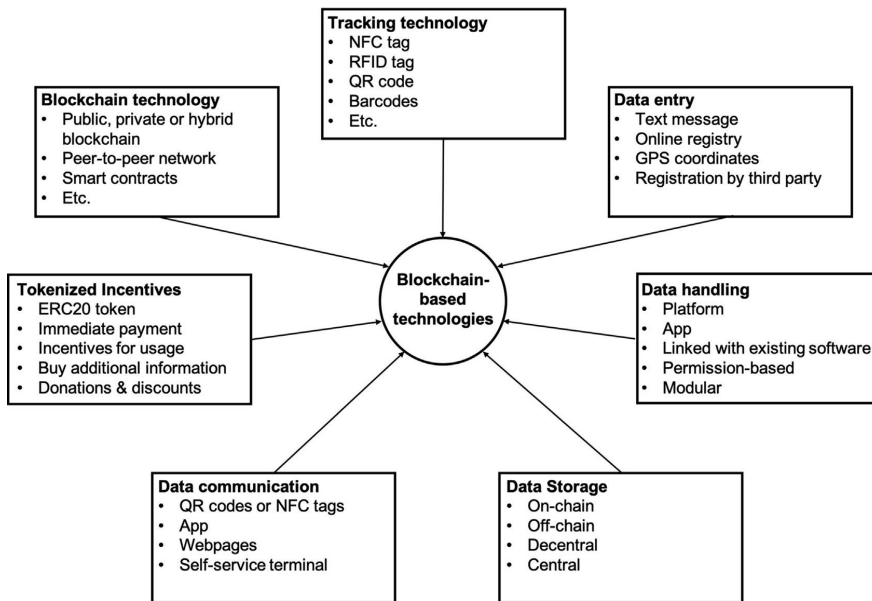 Tracking technology
• NFC tag
• RFID tag
• QR code
• Barcodes
• Etc.
Blockchain technology
• Public, private or hybrid
blockchain
• Peer-to-peer network
• Smart contracts
• Etc.
Data entry
• Text message
• Online registry
• GPS coordinates
• Registration by third party
Blockchain-
based
technologies
Tokenized Incentives
• ERC20 token
• Immediate payment
• Incentives for usage
• Buy additional information
• Donations & discounts
Data handling
• Platform
• App
• Linked with existing software
• Permission-based
• Modular
Data communication
• QR codes or NFC tags
• App
• Webpages
• Self-service terminal
Data Storage
• On-chain
• Off-chain
• Decentral
• Central